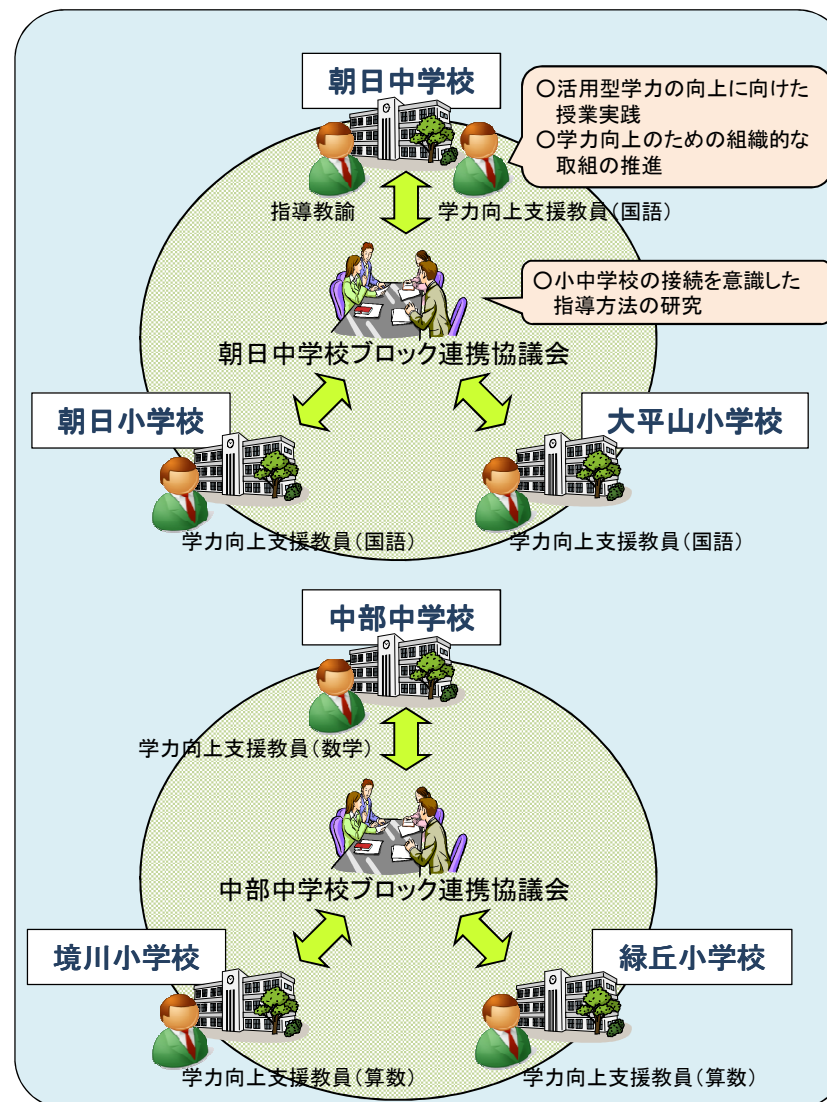 朝日中学校
○活用型学力の向上に向けた
授業実践
○学力向上のための組織的な
取組の推進
指導教諭
学力向上支援教員(国語)
○小中学校の接続を意識した
指導方法の研究
朝日中学校ブロック連携協議会
朝日小学校
大平山小学校
学力向上支援教員(国語)
学力向上支援教員(国語)
中部中学校
学力向上支援教員(数学)
中部中学校ブロック連携協議会
境川小学校
緑丘小学校
学力向上支援教員(算数)
学力向上支援教員(算数)